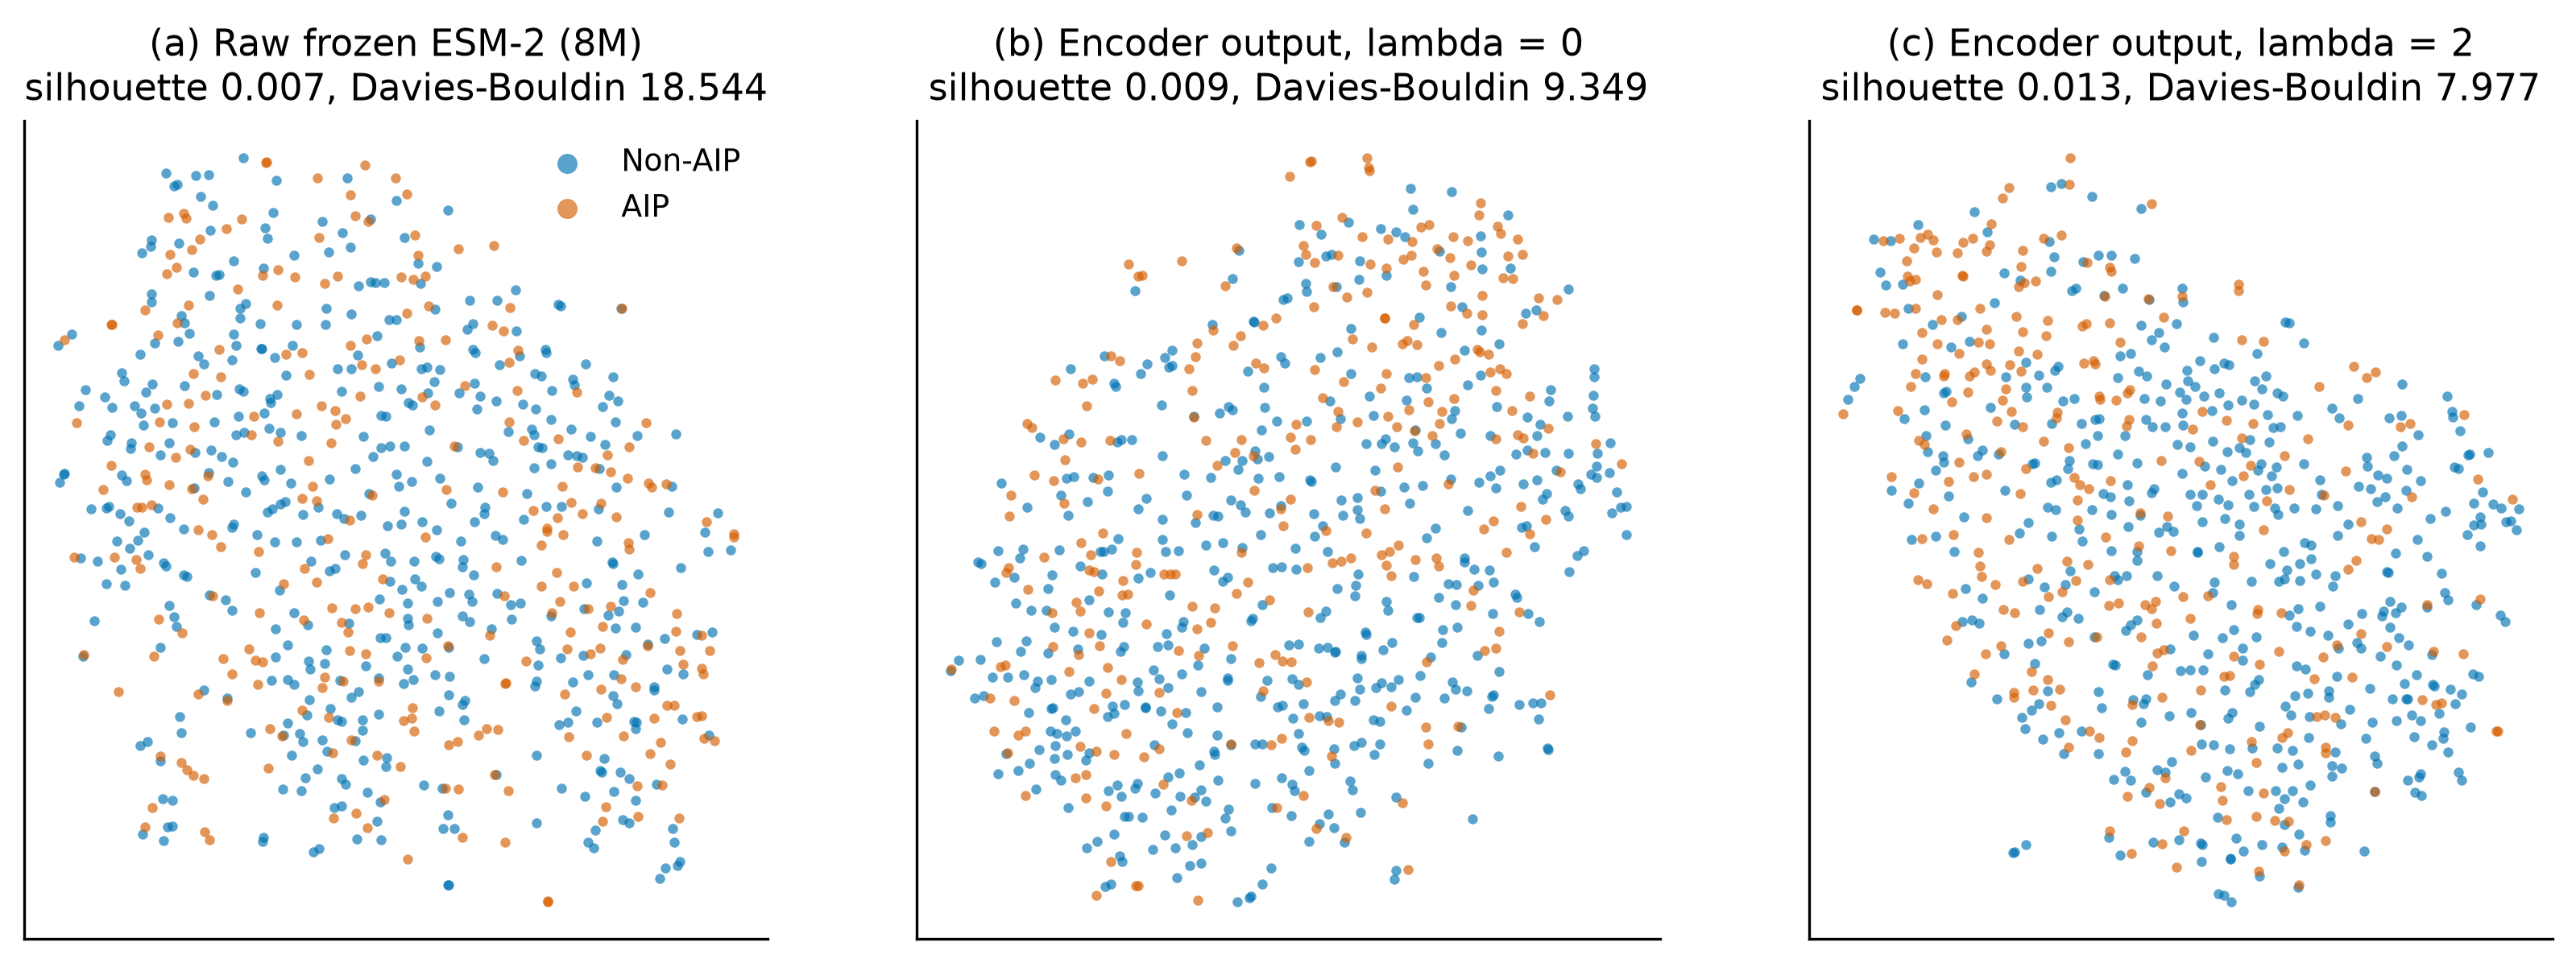 (a) Raw frozen ESM-2 (8M)
silhouette 0.007, Davies-Bouldin 18.544
Non-AIP
AIP
(b) Encoder output, lambda = 0
silhouette 0.009, Davies-Bouldin 9.349
(c) Encoder output, lambda = 2
silhouette 0.013, Davies-Bouldin 7.977